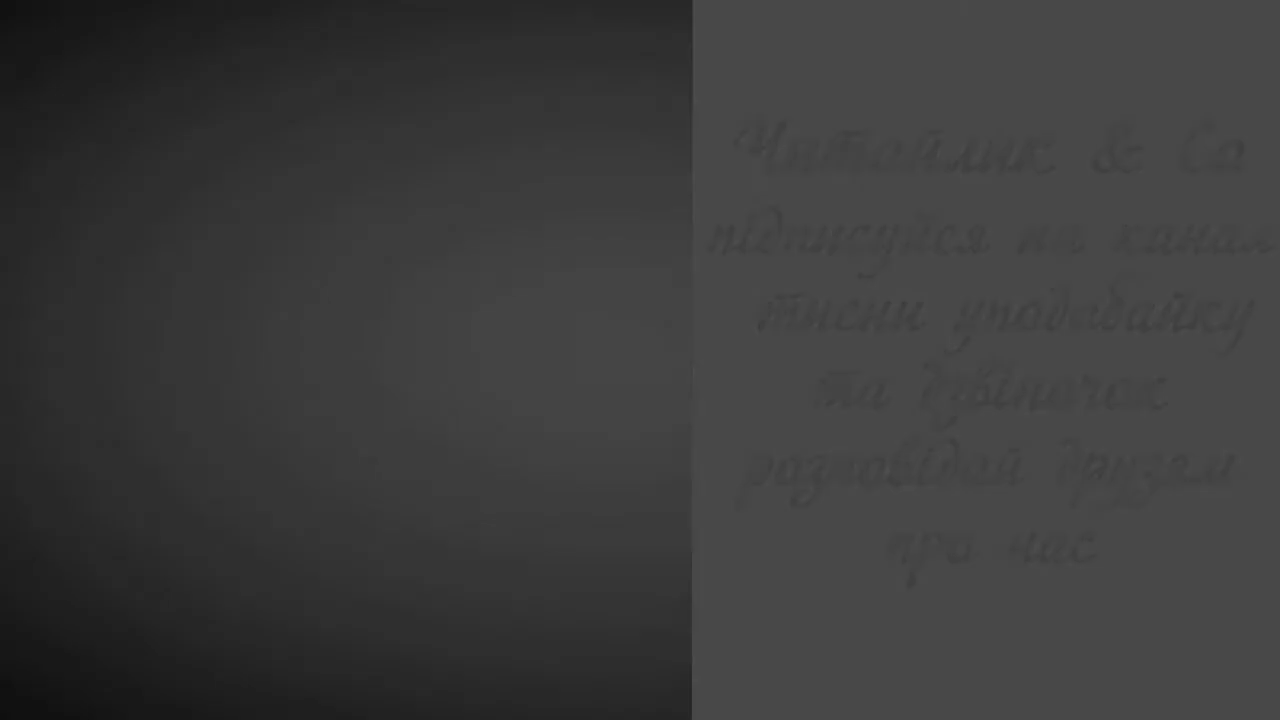 Читайлик & Co
підписуйся на канал
тисни уподобайку
та дзвіночок
розповідай друзям
про нас